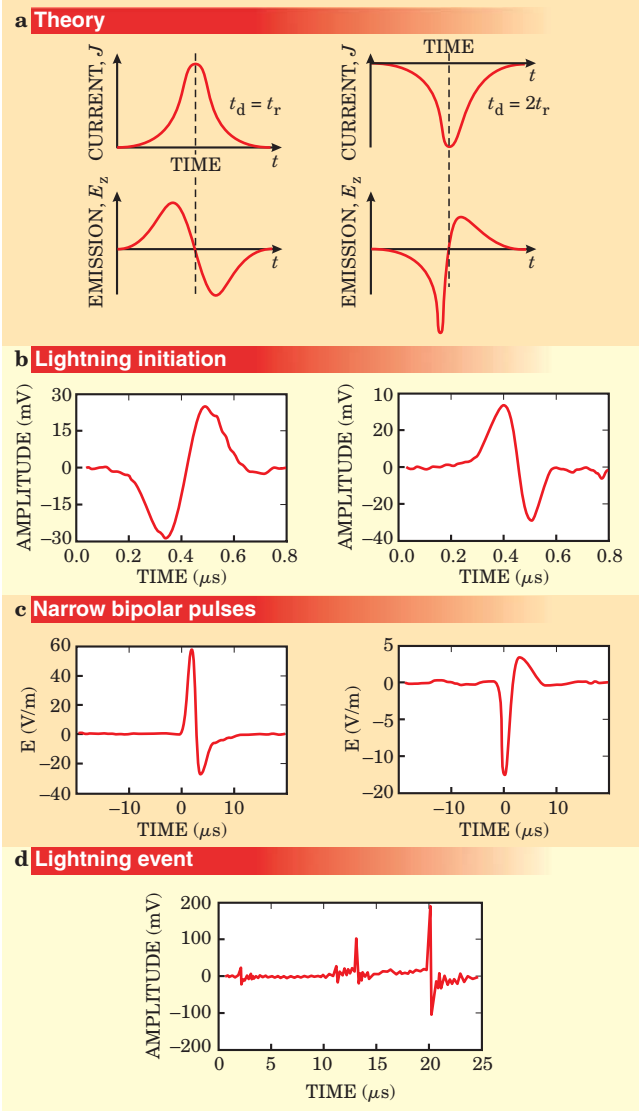 a Theory
CURRENT, J
t_d = t_r
TIME
t
TIME
CURRENT, J
t
t_d = 2t_r
EMISSION, E_z
t
EMISSION, E_z
t
b Lightning initiation
AMPLITUDE (mV)
30
15
0
−15
−30
0.0 0.2 0.4 0.6 0.8
TIME (μs)
AMPLITUDE (mV)
10
20
0
−20
−40
0.0 0.2 0.4 0.6 0.8
TIME (μs)
c Narrow bipolar pulses
E (V/m)
60
40
20
0
−20
−40
−10 0 10
TIME (μs)
E (V/m)
5
0
−5
−10
−20
−10 0 10
TIME (μs)
d Lightning event
AMPLITUDE (mV)
200
100
0
−100
−200
0 5 10 15 20 25
TIME (μs)